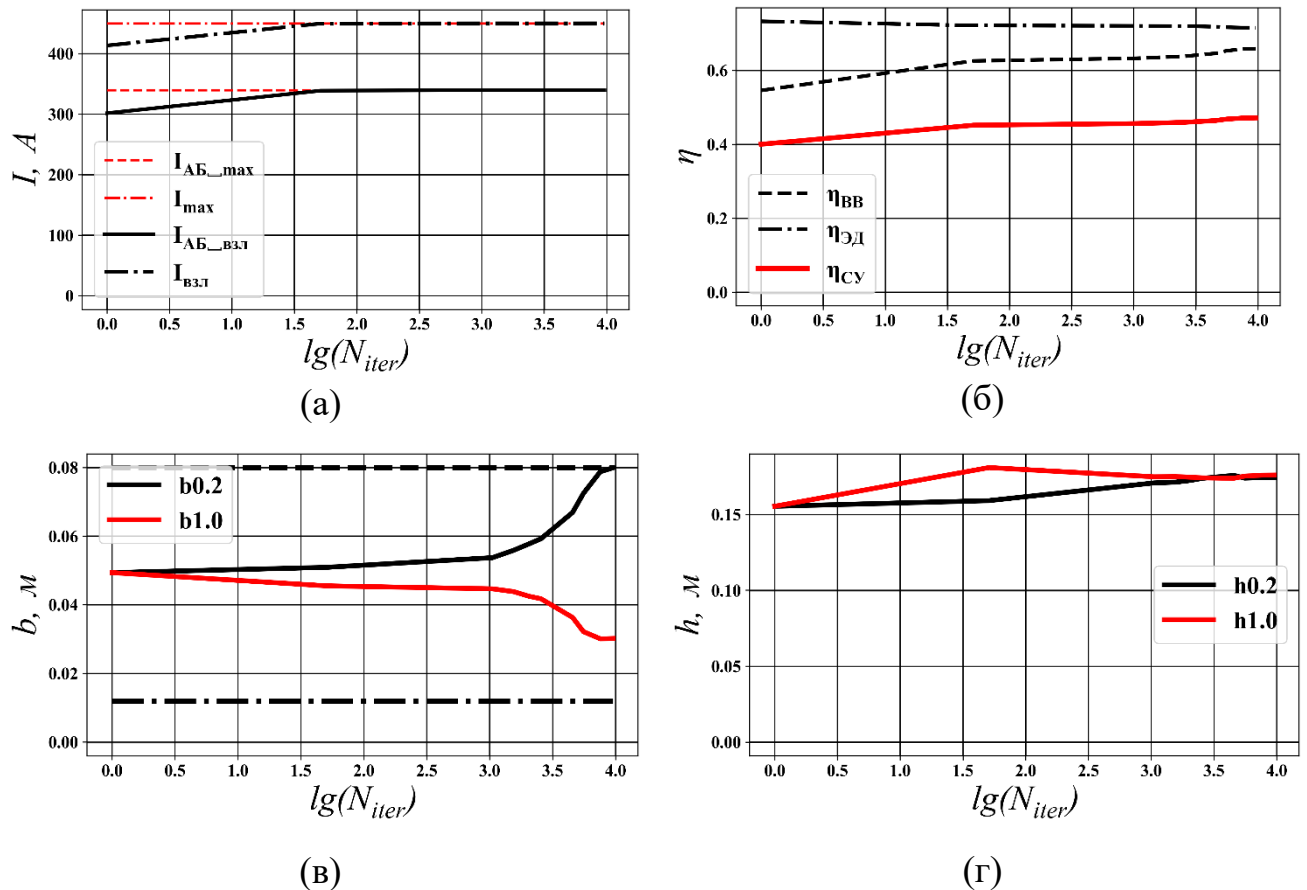 400
300
200
100
0
I, A
I_АБ_max
I_max
I_АБ_взл
I_взл
0.0 0.5 1.0 1.5 2.0 2.5 3.0 3.5 4.0
lg(N_iter)
(а)
0.6
0.4
0.2
0.0
η
η_ВВ
η_ЭД
η_СУ
0.0 0.5 1.0 1.5 2.0 2.5 3.0 3.5 4.0
lg(N_iter)
(б)
0.08
0.06
0.04
0.02
0.00
b, м
b0.2
b1.0
0.0 0.5 1.0 1.5 2.0 2.5 3.0 3.5 4.0
lg(N_iter)
(в)
0.15
0.10
0.05
0.00
h, м
h0.2
h1.0
0.0 0.5 1.0 1.5 2.0 2.5 3.0 3.5 4.0
lg(N_iter)
(г)